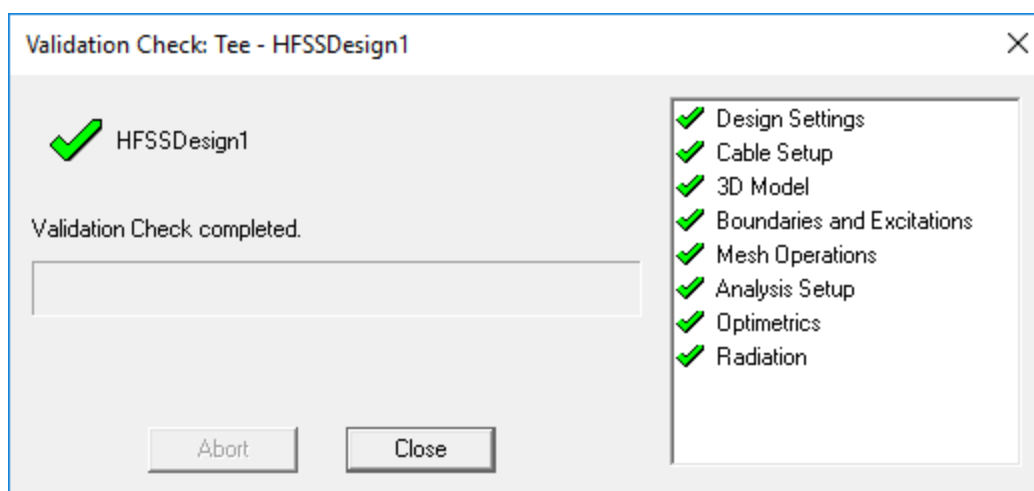 Validation Check: Tee - HFSSDesign1
HFSSDesign1
Validation Check completed.
Abort
Close
Design Settings
Cable Setup
3D Model
Boundaries and Excitations
Mesh Operations
Analysis Setup
Optimetrics
Radiation